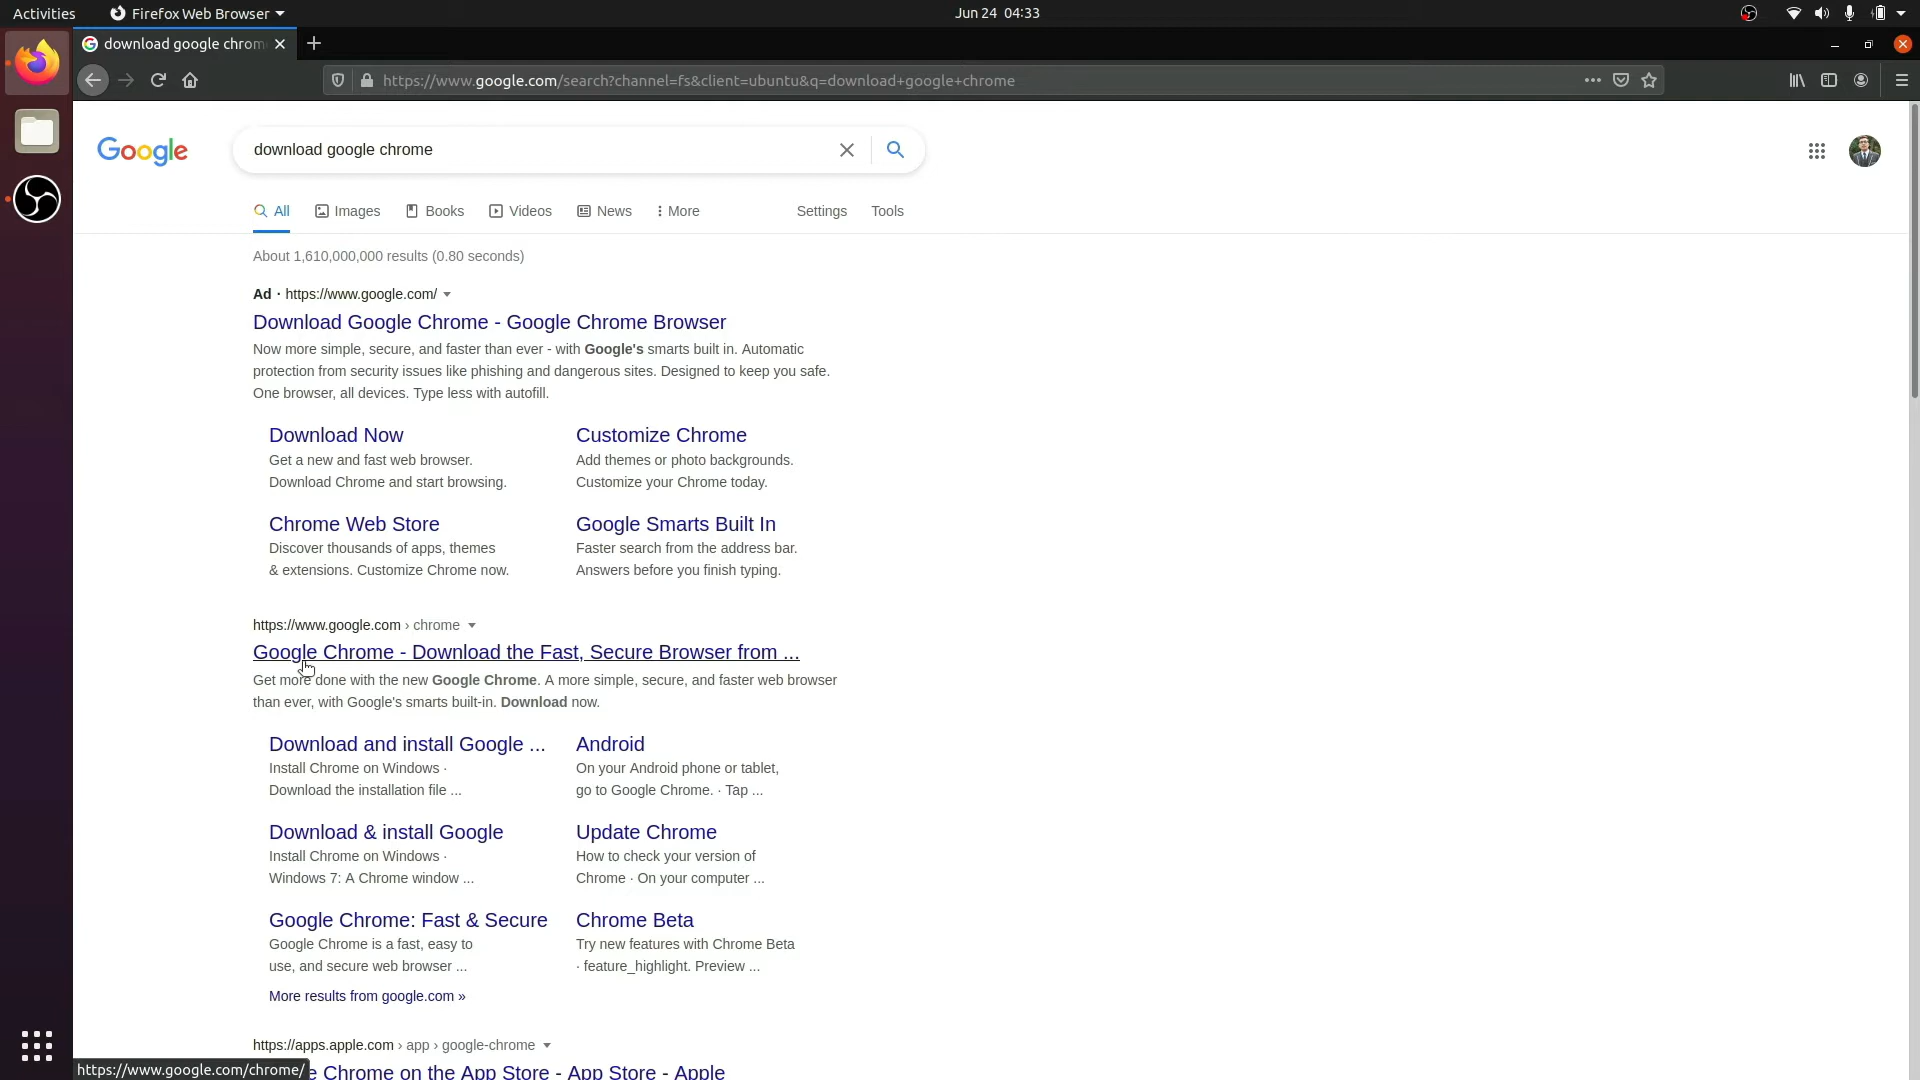 Activities
Firefox Web Browser
Jun 24 04:33
download google chrom
https://www.google.com/search?channel=fs&client=ubuntu&q=download+google+chrome
Google
download google chrome
All
Images
Books
Videos
News
More
Settings
Tools
About 1,610,000,000 results (0.80 seconds)
Ad · https://www.google.com/
Download Google Chrome - Google Chrome Browser
Now more simple, secure, and faster than ever - with Google's smarts built in. Automatic
protection from security issues like phishing and dangerous sites. Designed to keep you safe.
One browser, all devices. Type less with autofill.
Download Now
Get a new and fast web browser.
Download Chrome and start browsing.
Customize Chrome
Add themes or photo backgrounds.
Customize your Chrome today.
Chrome Web Store
Discover thousands of apps, themes
& extensions. Customize Chrome now.
Google Smarts Built In
Faster search from the address bar.
Answers before you finish typing.
https://www.google.com › chrome
Google Chrome - Download the Fast, Secure Browser from ...
Get more done with the new Google Chrome. A more simple, secure, and faster web browser
than ever, with Google's smarts built-in. Download now.
Download and install Google ...
Install Chrome on Windows ·
Download the installation file ...
Android
On your Android phone or tablet,
go to Google Chrome. · Tap ...
Download & install Google
Install Chrome on Windows ·
Windows 7: A Chrome window ...
Update Chrome
How to check your version of
Chrome · On your computer ...
Google Chrome: Fast & Secure
Google Chrome is a fast, easy to
use, and secure web browser ...
Chrome Beta
Try new features with Chrome Beta
· feature_highlight. Preview ...
More results from google.com »
https://apps.apple.com › app › google-chrome
e Chrome on the App Store - App Store - Apple
https://www.google.com/chrome/